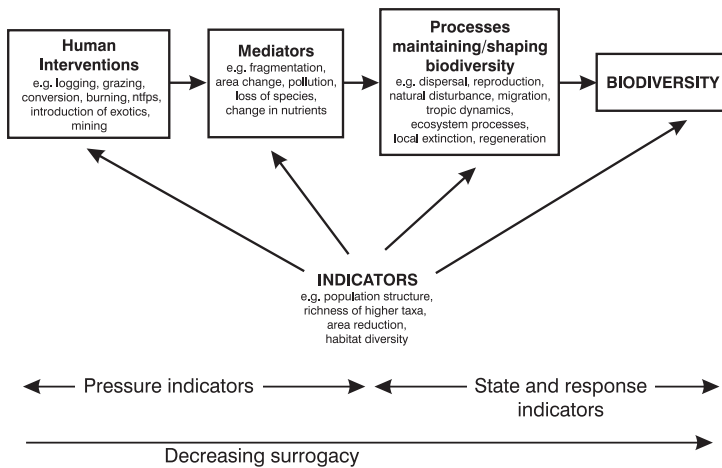 Human
Interventions
e.g. logging, grazing,
conversion, burning, ntfps,
introduction of exotics,
mining
Mediators
e.g. fragmentation,
area change, pollution,
loss of species,
change in nutrients
Processes
maintaining/shaping
biodiversity
e.g. dispersal, reproduction,
natural disturbance, migration,
tropic dynamics,
ecosystem processes,
local extinction, regeneration
BIODIVERSITY
INDICATORS
e.g. population structure,
richness of higher taxa,
area reduction,
habitat diversity
Pressure indicators
State and response
indicators
Decreasing surrogacy